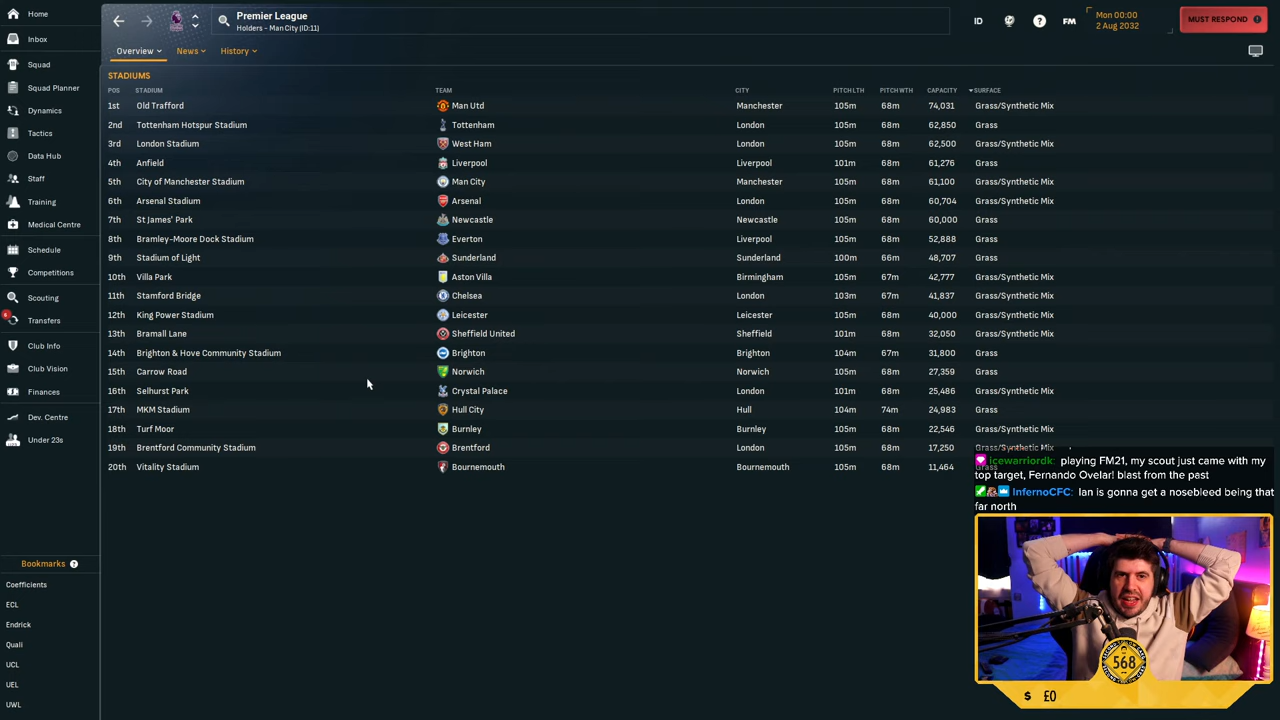 Premier League
Holders - Man City (ID:11)
ID
FM
Mon 00:00
2 Aug 2032
MUST RESPOND
Overview
News
History
Home
Inbox
Squad
Squad Planner
Dynamics
Tactics
Data Hub
Staff
Training
Medical Centre
Schedule
Competitions
Scouting
6
Transfers
Club Info
Club Vision
Finances
Dev. Centre
Under 23s
Bookmarks
Coefficients
ECL
Endrick
Quali
UCL
UEL
UWL
STADIUMS
POS STADIUM TEAM CITY PITCH LTH PITCH WTH CAPACITY SURFACE
1st Old Trafford Man Utd Manchester 105m 68m 74,031 Grass/Synthetic Mix
2nd Tottenham Hotspur Stadium Tottenham London 105m 68m 62,850 Grass
3rd London Stadium West Ham London 105m 68m 62,500 Grass/Synthetic Mix
4th Anfield Liverpool Liverpool 101m 68m 61,276 Grass
5th City of Manchester Stadium Man City Manchester 105m 68m 61,100 Grass/Synthetic Mix
6th Arsenal Stadium Arsenal London 105m 68m 60,704 Grass/Synthetic Mix
7th St James' Park Newcastle Newcastle 105m 68m 60,000 Grass
8th Bramley-Moore Dock Stadium Everton Liverpool 105m 68m 52,888 Grass
9th Stadium of Light Sunderland Sunderland 100m 66m 48,707 Grass
10th Villa Park Aston Villa Birmingham 105m 67m 42,777 Grass/Synthetic Mix
11th Stamford Bridge Chelsea London 103m 67m 41,837 Grass/Synthetic Mix
12th King Power Stadium Leicester Leicester 105m 68m 40,000 Grass/Synthetic Mix
13th Bramall Lane Sheffield United Sheffield 101m 68m 32,050 Grass/Synthetic Mix
14th Brighton & Hove Community Stadium Brighton Brighton 104m 67m 31,800 Grass
15th Carrow Road Norwich Norwich 105m 68m 27,359 Grass
16th Selhurst Park Crystal Palace London 101m 68m 25,486 Grass/Synthetic Mix
17th MKM Stadium Hull City Hull 104m 74m 24,983 Grass
18th Turf Moor Burnley Burnley 105m 68m 22,546 Grass/Synthetic Mix
19th Brentford Community Stadium Brentford London 105m 68m 17,250 Grass/Synthetic Mix
20th Vitality Stadium Bournemouth Bournemouth 105m 68m 11,464 Grass
Icewarriordk: playing FM21, my scout just came with my
top target, Fernando Ovelar! blast from the past
InfernoCFC: Ian is gonna get a nosebleed being that
far north
568
$ £0